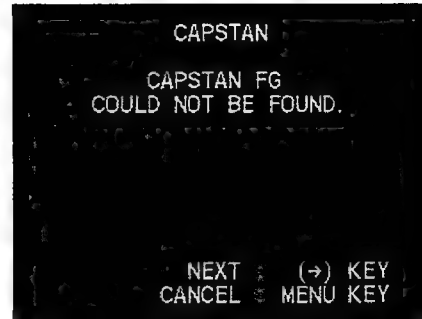 CAPSTAN
CAPSTAN FG
COULD NOT BE FOUND.
NEXT : (→) KEY
CANCEL : MENU KEY